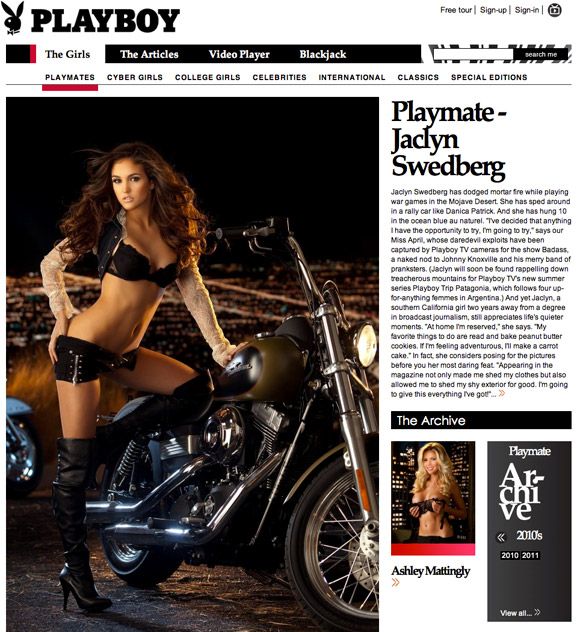 PLAYBOY
Free tour | Sign-up | Sign-in |
The Girls
The Articles
Video Player
Blackjack
search me
PLAYMATES
CYBER GIRLS
COLLEGE GIRLS
CELEBRITIES
INTERNATIONAL
CLASSICS
SPECIAL EDITIONS
Playmate -
Jaclyn
Swedberg
Jaclyn Swedberg has dodged mortar fire while playing
war games in the Mojave Desert. She has sped around
in a rally car like Danica Patrick. And she has hung 10
in the ocean blue au naturel. "I've decided that anything
I have the opportunity to try, I'm going to try," says our
Miss April, whose daredevil exploits have been
captured by Playboy TV cameras for the show Badass,
a naked nod to Johnny Knoxville and his merry band of
pranksters. (Jaclyn will soon be found rappelling down
treacherous mountains for Playboy TV's new summer
series Playboy Trip Patagonia, which follows four up-
for-anything femmes in Argentina.) And yet Jaclyn, a
southern California girl two years away from a degree
in broadcast journalism, still appreciates life's quieter
moments. "At home I'm reserved," she says. "My
favorite things to do are read and bake peanut butter
cookies. If I'm feeling adventurous, I'll make a carrot
cake." In fact, she considers posing for the pictures
before you her most daring feat. "Appearing in the
magazine not only made me shed my clothes but also
allowed me to shed my shy exterior for good. I'm going
to give this everything I've got!"... »
The Archive
Playmate
Ar-
chi
ve
« 2010's
2010 2011
Ashley Mattingly
»
View all... »